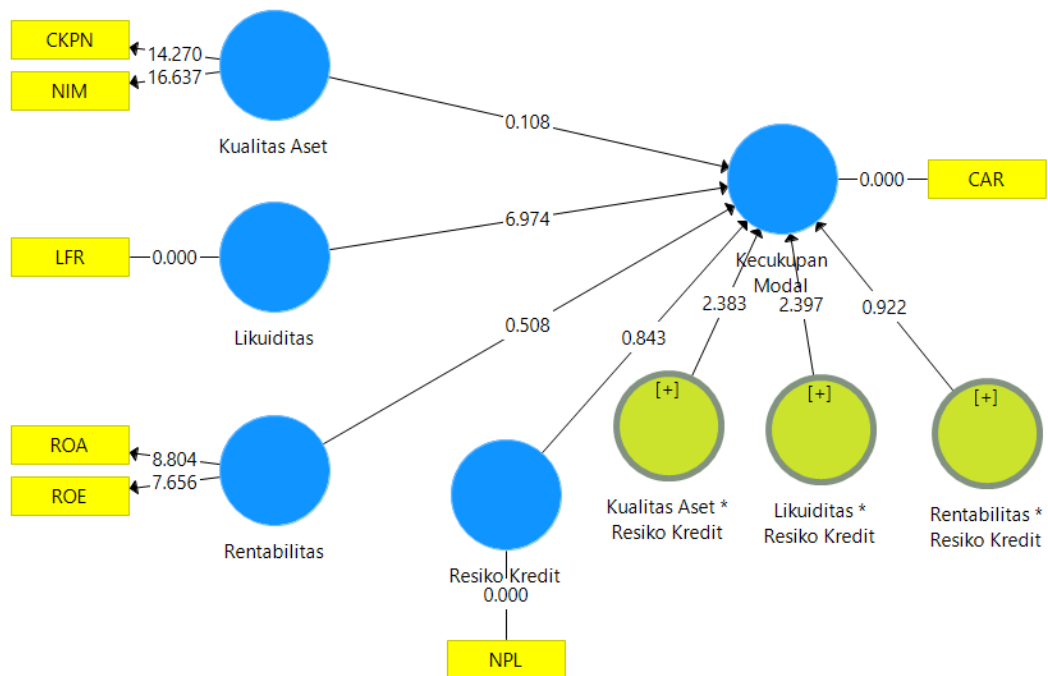 CKPN
14.270
16.637
NIM
Kualitas Aset
0.108
LFR
0.000
Likuiditas
6.974
Kecukupan
Modal
0.000
CAR
ROA
8.804
7.656
ROE
Rentabilitas
0.508
Resiko Kredit
0.000
NPL
0.843
2.383
2.397
0.922
[+]
Kualitas Aset *
Resiko Kredit
[+]
Likuiditas *
Resiko Kredit
[+]
Rentabilitas *
Resiko Kredit